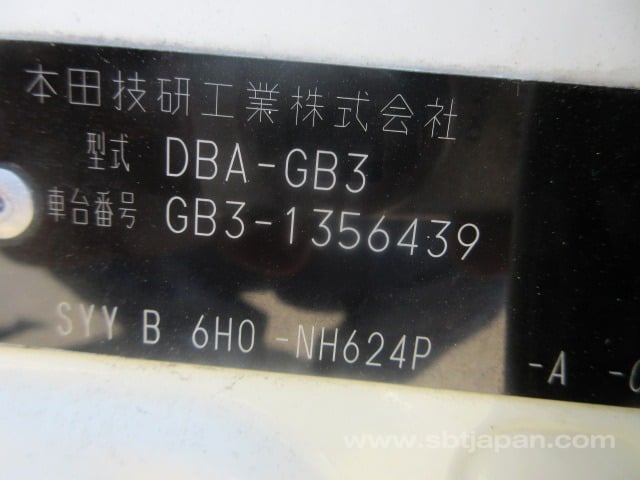 本田技研工業株式会社
型式 DBA-GB3
車台番号 GB3-1356439
SYY B 6H0 -NH624P -A
www.sbtjapan.com